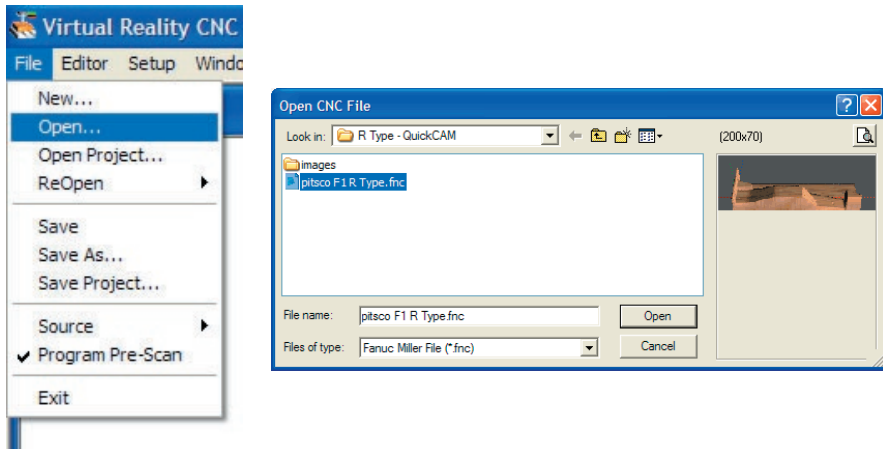 Virtual Reality CNC
File Editor Setup
New...
Open...
Open Project...
ReOpen
Save
Save As...
Save Project...
Source
Program Pre-Scan
Exit
Open CNC File
Look in: R Type - QuickCAM
(200x70)
images
pitsco F1 R Type.fnc
File name: pitsco F1 R Type.fnc Open
Files of type: Fanuc Miller File (*.fnc) Cancel